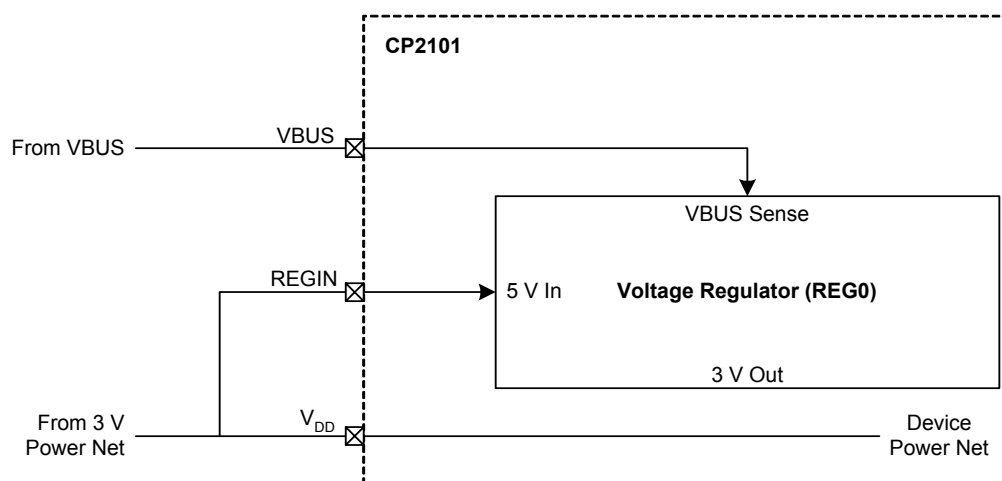 CP2101
From VBUS
VBUS
VBUS Sense
REGIN
5 V In
Voltage Regulator (REG0)
3 V Out
From 3 V
Power Net
VDD
Device
Power Net